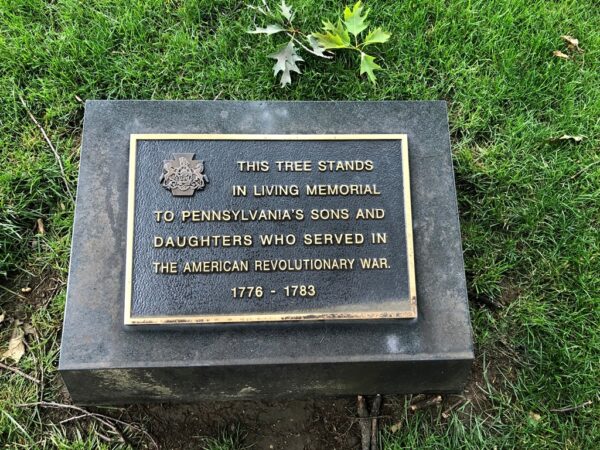 THIS TREE STANDS
IN LIVING MEMORIAL
TO PENNSYLVANIA'S SONS AND
DAUGHTERS WHO SERVED IN
THE AMERICAN REVOLUTIONARY WAR.
1776 - 1783